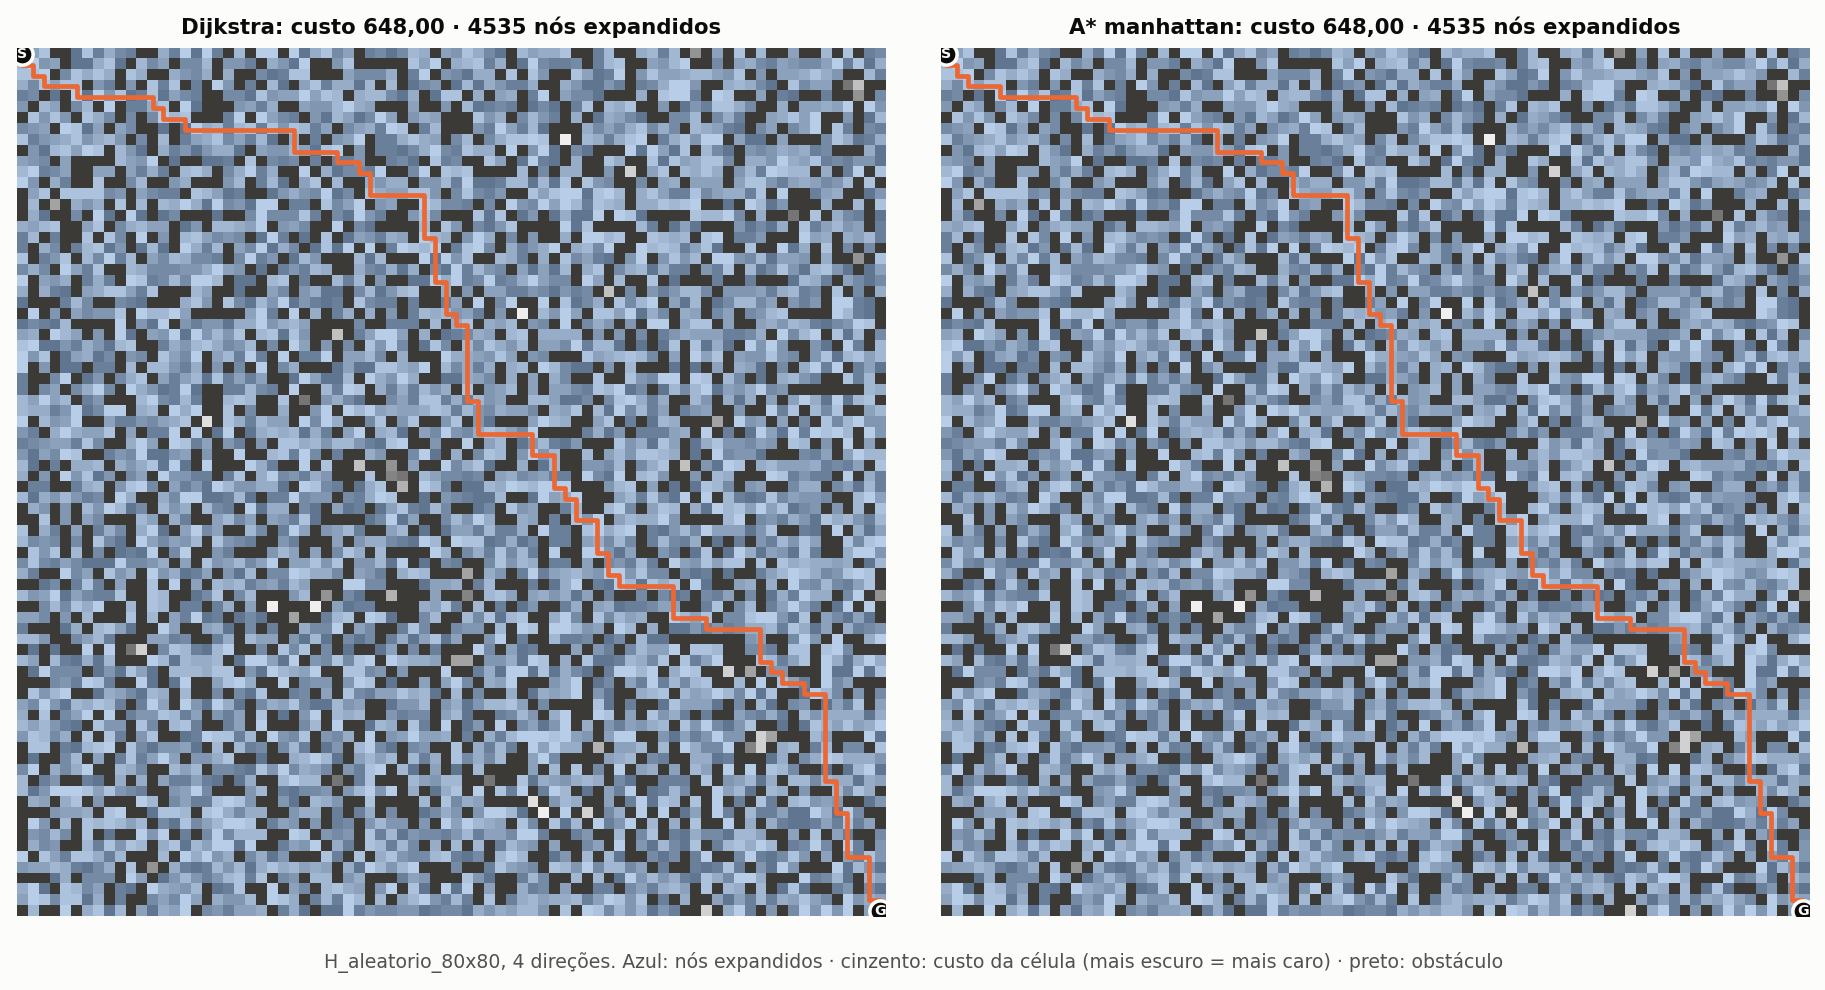 Dijkstra: custo 648,00 · 4535 nós expandidos
A* manhattan: custo 648,00 · 4535 nós expandidos
S
S
G
G
H_aleatorio_80x80, 4 direções. Azul: nós expandidos · cinzento: custo da célula (mais escuro = mais caro) · preto: obstáculo